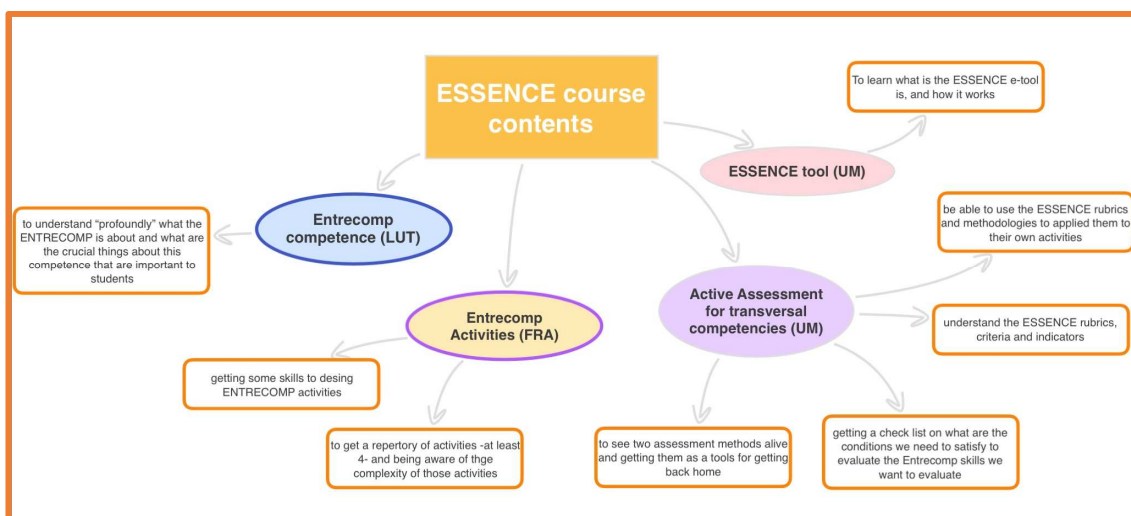 ESSENCE course
contents
To learn what is the ESSENCE e-tool
is, and how it works
ESSENCE tool (UM)
Entrecomp
competence (LUT)
to understand “profoundly” what the
ENTRECOMP is about and what are
the crucial things about this
competence that are important to
students
be able to use the ESSENCE rubrics
and methodologies to applied them to
their own activities
Active Assessment
for transversal
competencies (UM)
Entrecomp
Activities (FRA)
understand the ESSENCE rubrics,
criteria and indicators
getting some skills to desing
ENTRECOMP activities
to get a repertory of activities -at least
4- and being aware of thge
complexity of those activities
to see two assessment methods alive
and getting them as a tools for getting
back home
getting a check list on what are the
conditions we need to satisfy to
evaluate the Entrecomp skills we
want to evaluate